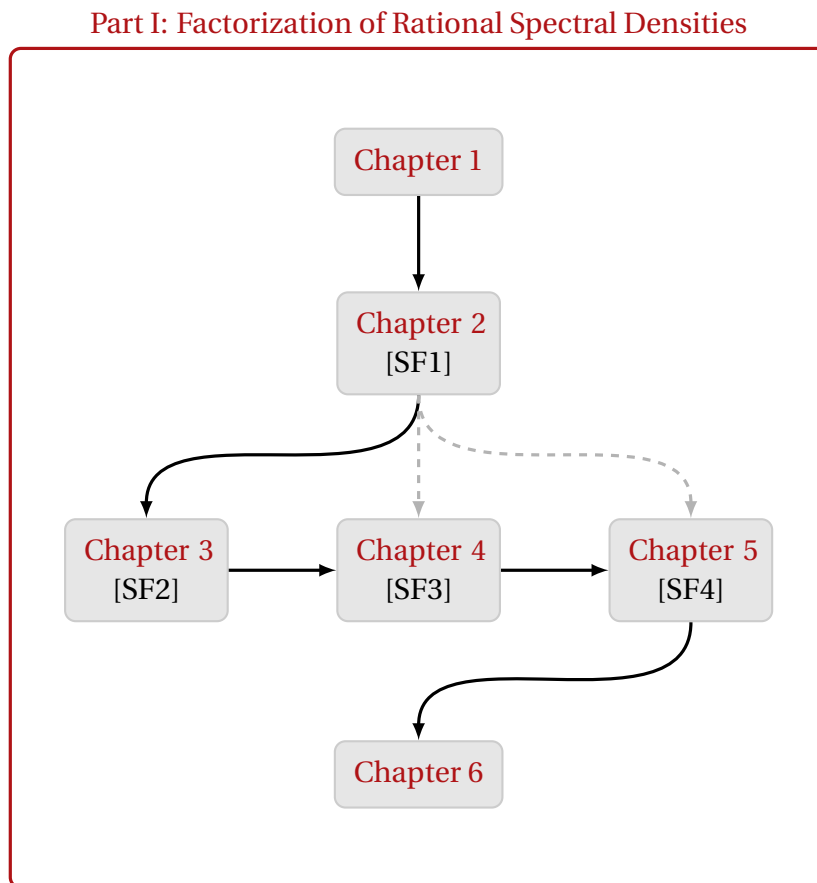 Part I: Factorization of Rational Spectral Densities
Chapter 1
Chapter 2
[SF1]
Chapter 3
[SF2]
Chapter 4
[SF3]
Chapter 5
[SF4]
Chapter 6